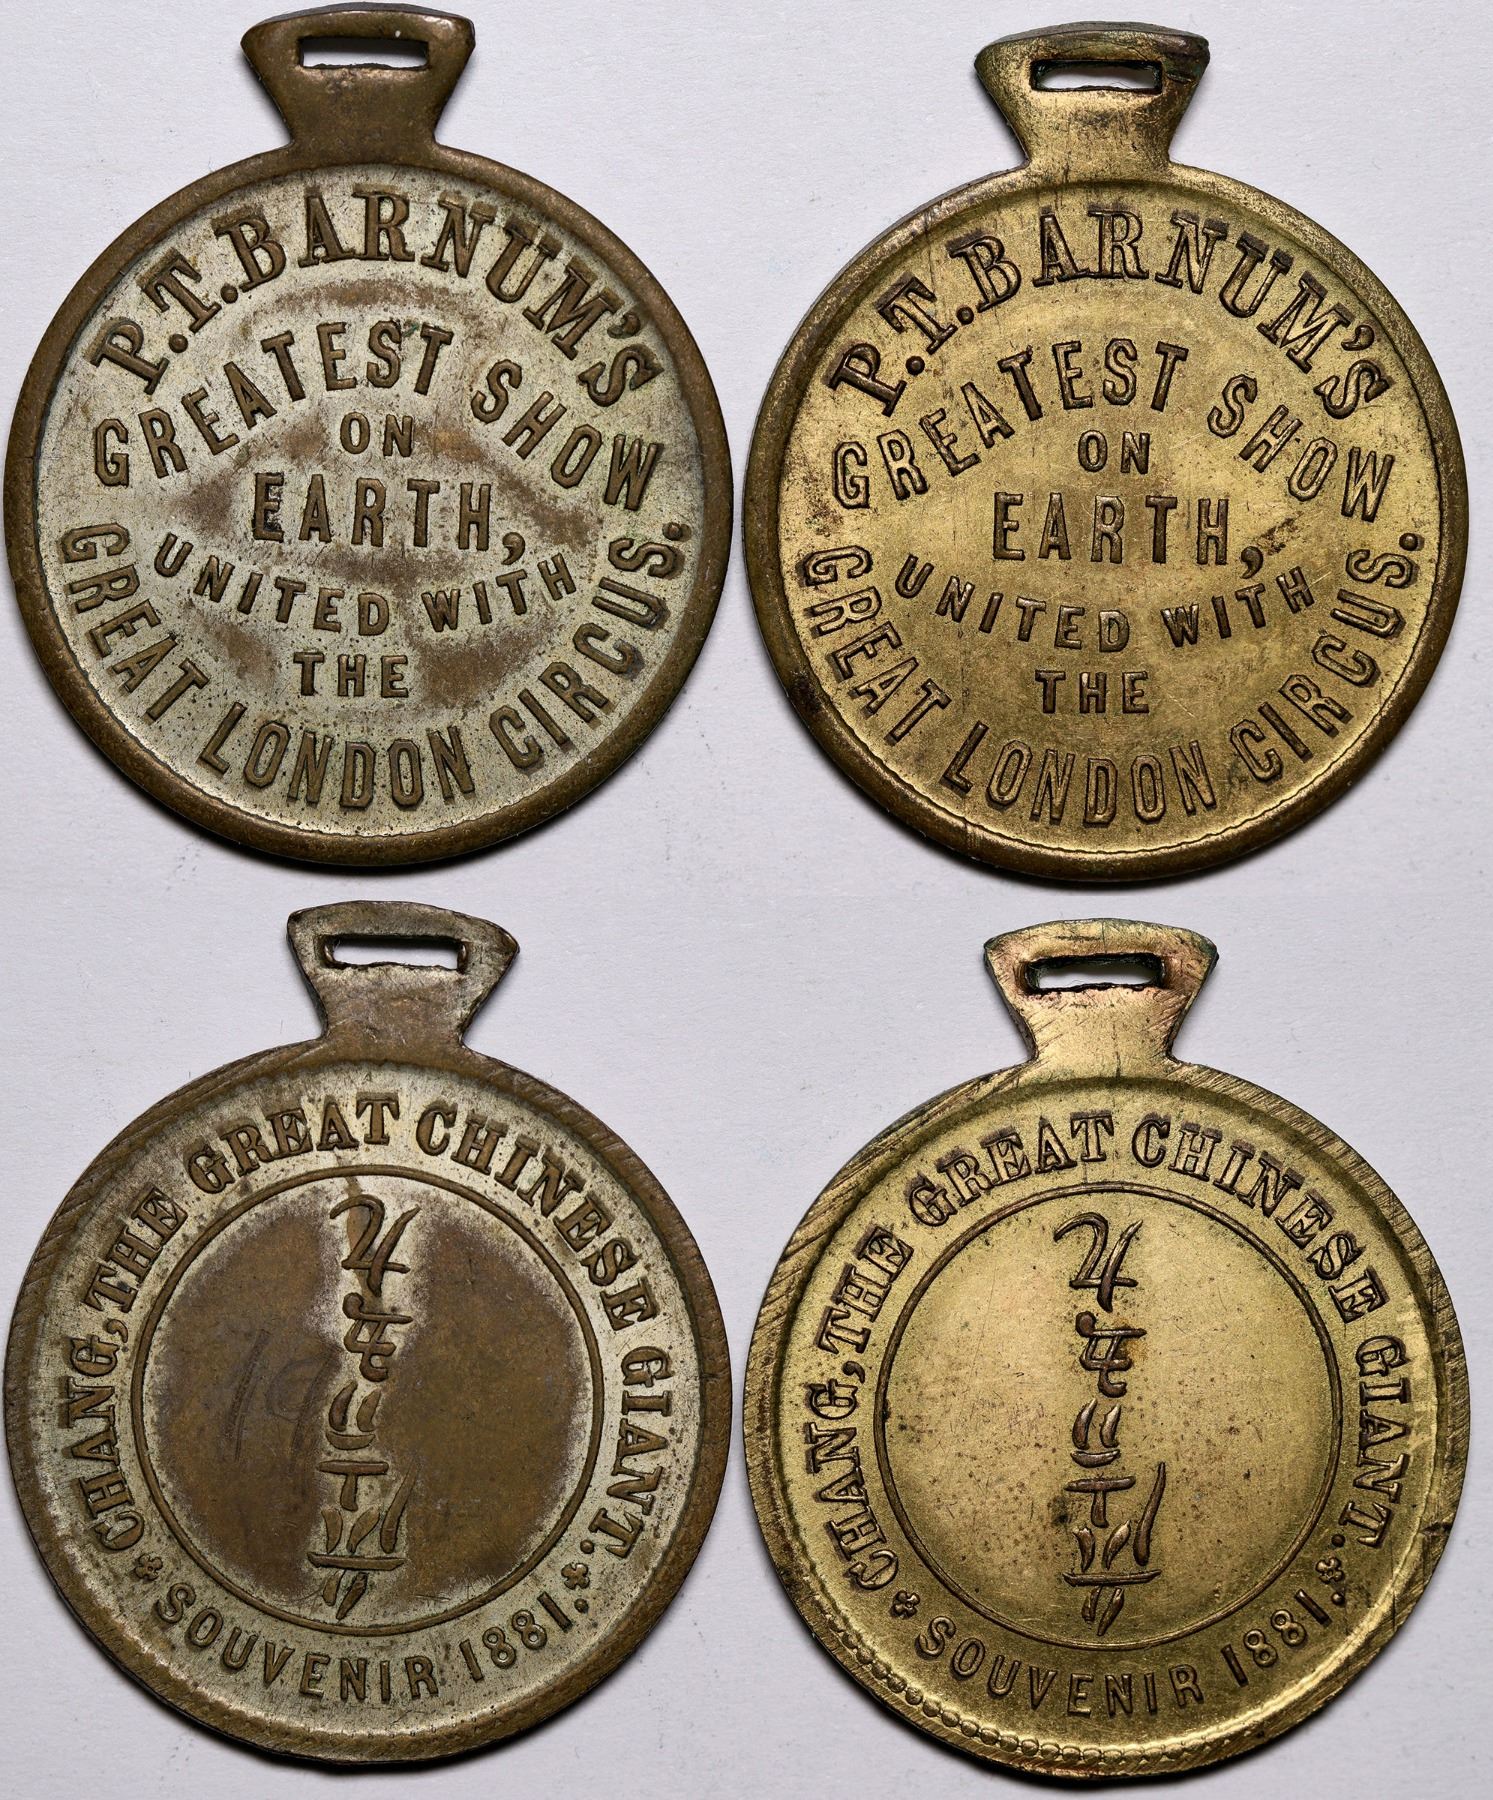 P.T. BARNUM'S
GREATEST SHOW
ON
EARTH,
UNITED WITH
THE
GREAT LONDON CIRCUS.
P.T. BARNUM'S
GREATEST SHOW
ON
EARTH,
UNITED WITH
THE
GREAT LONDON CIRCUS.
CHANG, THE GREAT CHINESE GIANT.
SOUVENIR 1881.
19
CHANG, THE GREAT CHINESE GIANT.
SOUVENIR 1881.